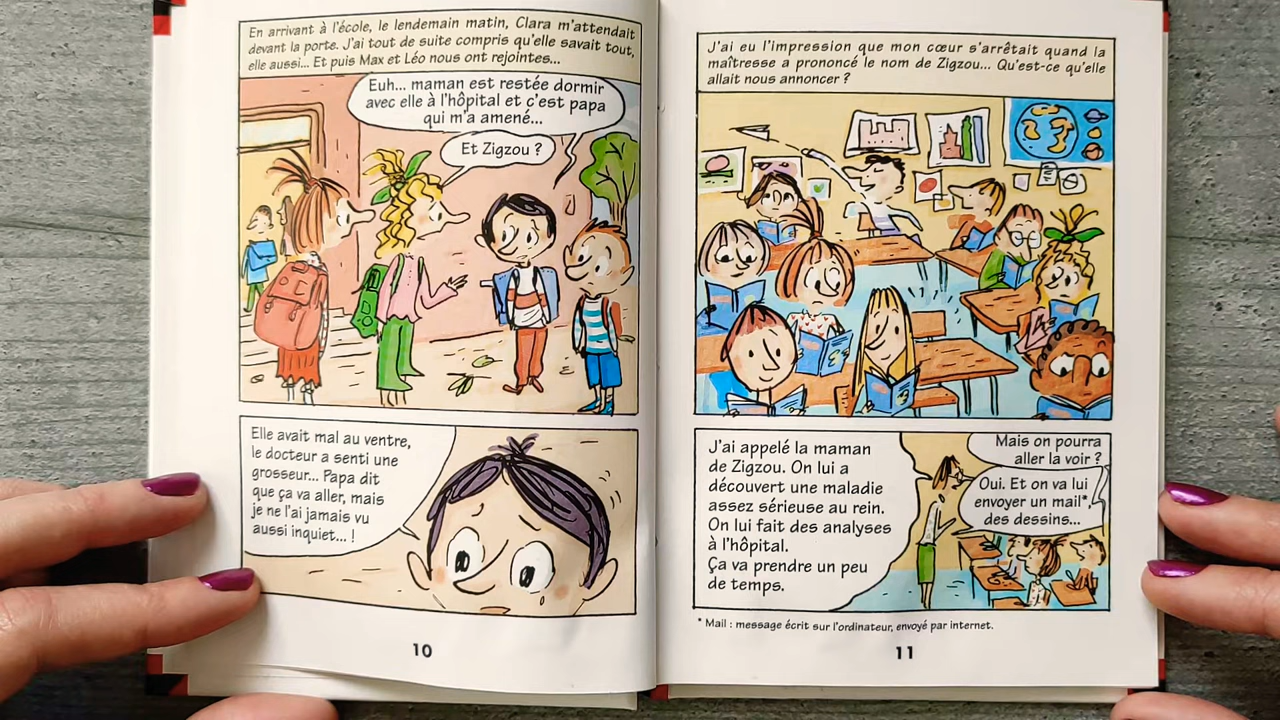 En arrivant à l'école, le lendemain matin, Clara m'attendait
devant la porte. J'ai tout de suite compris qu'elle savait tout,
elle aussi... Et puis Max et Léo nous ont rejointes...
Euh... maman est restée dormir
avec elle à l'hôpital et c'est papa
qui m'a amené...
Et Zigzou ?
Elle avait mal au ventre,
le docteur a senti une
grosseur... Papa dit
que ça va aller, mais
je ne l'ai jamais vu
aussi inquiet... !
10
J'ai eu l'impression que mon cœur s'arrêtait quand la
maîtresse a prononcé le nom de Zigzou... Qu'est-ce qu'elle
allait nous annoncer ?
J'ai appelé la maman
de Zigzou. On lui a
découvert une maladie
assez sérieuse au rein.
On lui fait des analyses
à l'hôpital.
Ça va prendre un peu
de temps.
Mais on pourra
aller la voir ?
Oui. Et on va lui
envoyer un mail*,
des dessins...
* Mail : message écrit sur l'ordinateur, envoyé par internet.
11